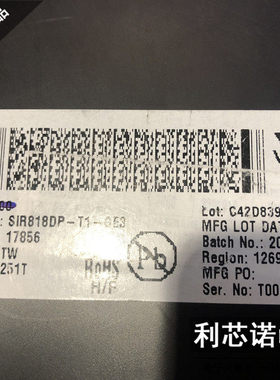 品
SIR818DP-T1-GE3
Lot: C42D839
17856
MFG LOT DAT
TW
Batch No.: 20
251T
Region: 1269
RoHS
Pb
MFG PO:
H/F
Ser. No: T00
利芯诺